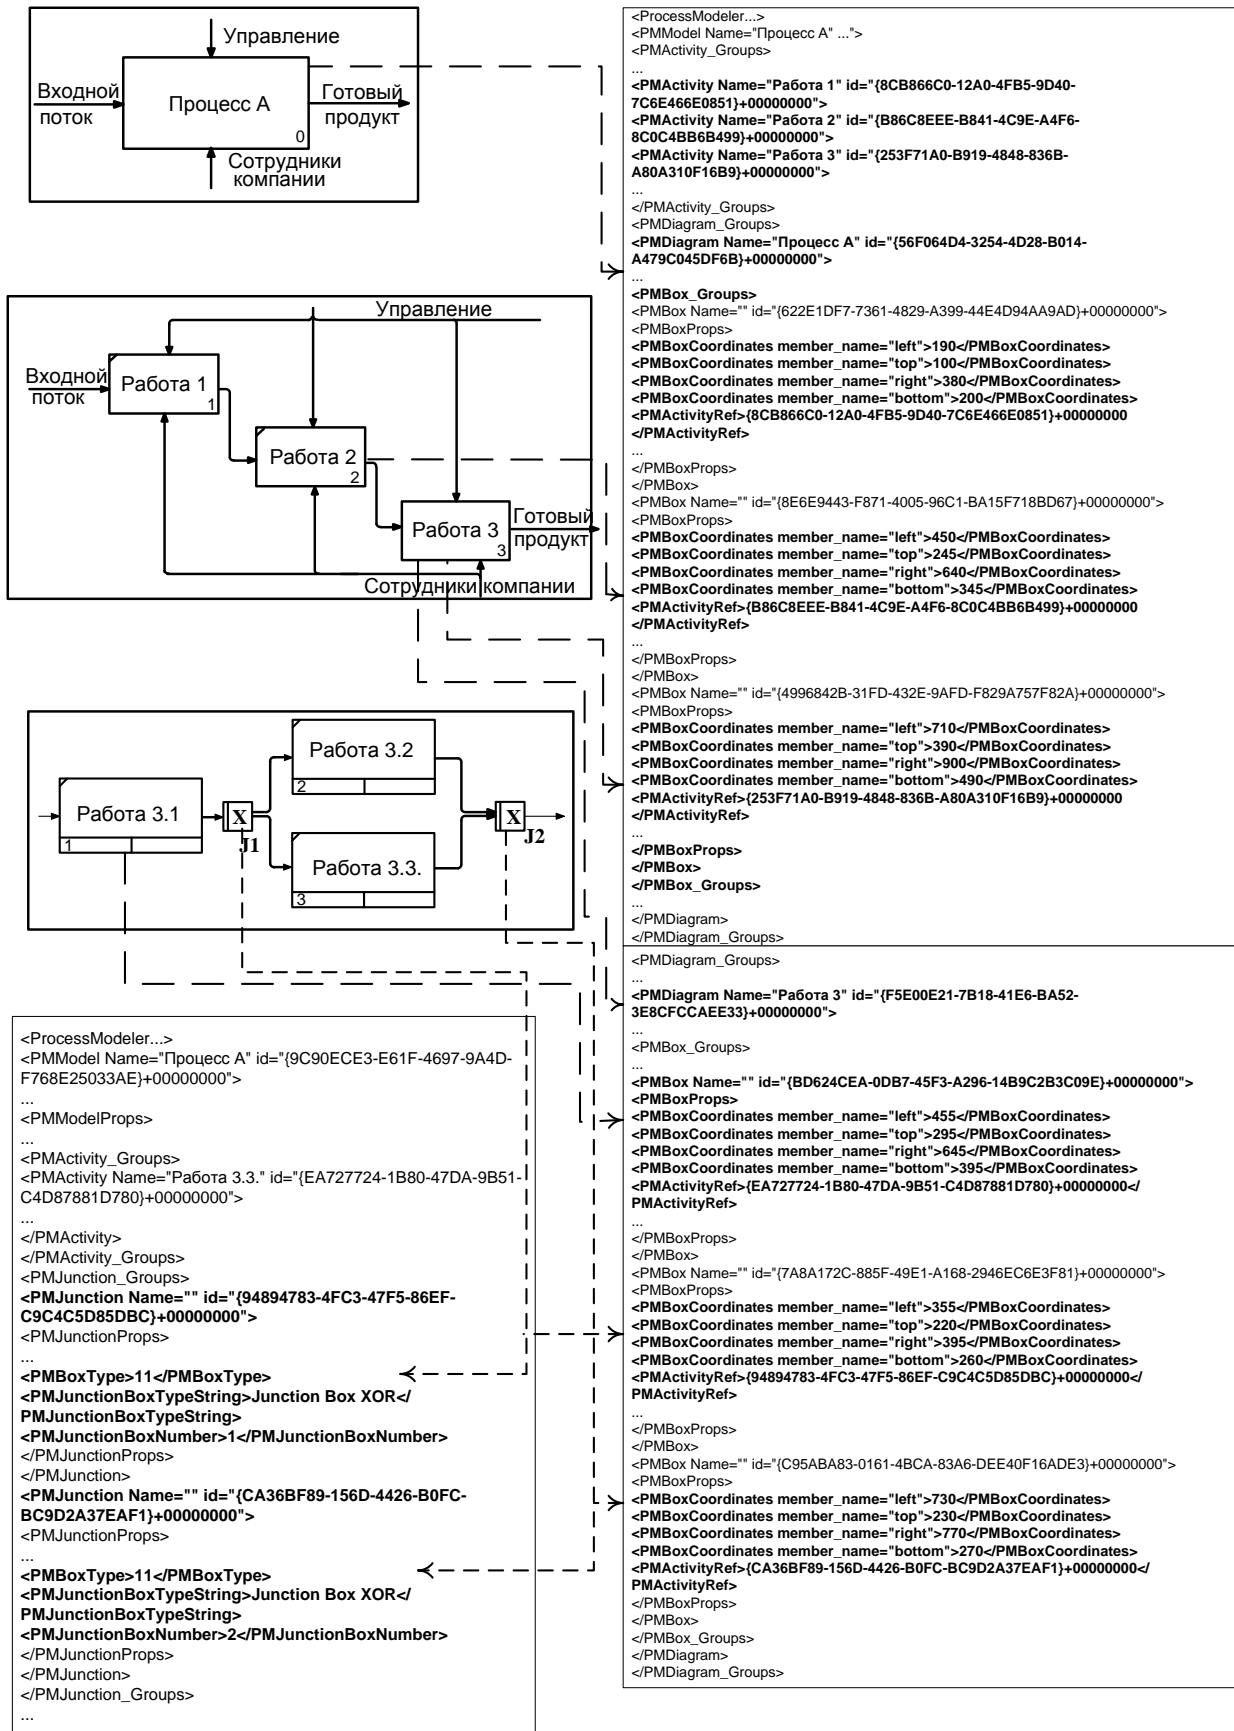 Управление
Входной
поток
Процесс А
0
Готовый
продукт
Сотрудники
компании
Управление
Входной
поток
Работа 1
1
Работа 2
2
Работа 3
3
Готовый
продукт
Сотрудники компании
Работа 3.1
1
X
J1
Работа 3.2
2
Работа 3.3.
3
X
J2
<ProcessModeler...>
<PMModel Name="Процесс А" id="{9C90ECE3-E61F-4697-9A4D-
F768E25033AE}+00000000">
...
<PMModelProps>
...
<PMActivity_Groups>
<PMActivity Name="Работа 3.3." id="{EA727724-1B80-47DA-9B51-
C4D87881D780}+00000000">
...
</PMActivity>
</PMActivity_Groups>
<PMJunction_Groups>
<PMJunction Name="" id="{94894783-4FC3-47F5-86EF-
C9C4C5D85DBC}+00000000">
<PMJunctionProps>
...
<PMBoxType>11</PMBoxType>
<PMJunctionBoxTypeString>Junction Box XOR</
PMJunctionBoxTypeString>
<PMJunctionBoxNumber>1</PMJunctionBoxNumber>
</PMJunctionProps>
</PMJunction>
<PMJunction Name="" id="{CA36BF89-156D-4426-B0FC-
BC9D2A37EAF1}+00000000">
<PMJunctionProps>
...
<PMBoxType>11</PMBoxType>
<PMJunctionBoxTypeString>Junction Box XOR</
PMJunctionBoxTypeString>
<PMJunctionBoxNumber>2</PMJunctionBoxNumber>
</PMJunctionProps>
</PMJunction>
</PMJunction_Groups>
...
<ProcessModeler...>
<PMModel Name="Процесс А" ...">
<PMActivity_Groups>
...
<PMActivity Name="Работа 1" id="{8CB866C0-12A0-4FB5-9D40-
7C6E466E0851}+00000000">
<PMActivity Name="Работа 2" id="{B86C8EEE-B841-4C9E-A4F6-
8C0C4BB6B499}+00000000">
<PMActivity Name="Работа 3" id="{253F71A0-B919-4848-836B-
A80A310F16B9}+00000000">
...
</PMActivity_Groups>
<PMDiagram_Groups>
<PMDiagram Name="Процесс А" id="{56F064D4-3254-4D28-B014-
A479C045DF6B}+00000000">
...
<PMBox_Groups>
<PMBox Name="" id="{622E1DF7-7361-4829-A399-44E4D94AA9AD}+00000000">
<PMBoxProps>
<PMBoxCoordinates member_name="left">190</PMBoxCoordinates>
<PMBoxCoordinates member_name="top">100</PMBoxCoordinates>
<PMBoxCoordinates member_name="right">380</PMBoxCoordinates>
<PMBoxCoordinates member_name="bottom">200</PMBoxCoordinates>
<PMActivityRef>{8CB866C0-12A0-4FB5-9D40-7C6E466E0851}+00000000
</PMActivityRef>
...
</PMBoxProps>
</PMBox>
<PMBox Name="" id="{8E6E9443-F871-4005-96C1-BA15F718BD67}+00000000">
<PMBoxProps>
<PMBoxCoordinates member_name="left">450</PMBoxCoordinates>
<PMBoxCoordinates member_name="top">245</PMBoxCoordinates>
<PMBoxCoordinates member_name="right">640</PMBoxCoordinates>
<PMBoxCoordinates member_name="bottom">345</PMBoxCoordinates>
<PMActivityRef>{B86C8EEE-B841-4C9E-A4F6-8C0C4BB6B499}+00000000
</PMActivityRef>
...
</PMBoxProps>
</PMBox>
<PMBox Name="" id="{4996842B-31FD-432E-9AFD-F829A757F82A}+00000000">
<PMBoxProps>
<PMBoxCoordinates member_name="left">710</PMBoxCoordinates>
<PMBoxCoordinates member_name="top">390</PMBoxCoordinates>
<PMBoxCoordinates member_name="right">900</PMBoxCoordinates>
<PMBoxCoordinates member_name="bottom">490</PMBoxCoordinates>
<PMActivityRef>{253F71A0-B919-4848-836B-A80A310F16B9}+00000000
</PMActivityRef>
...
</PMBoxProps>
</PMBox>
</PMBox_Groups>
...
</PMDiagram>
</PMDiagram_Groups>
<PMDiagram_Groups>
...
<PMDiagram Name="Работа 3" id="{F5E00E21-7B18-41E6-BA52-
3E8CFCCAEE33}+00000000">
...
<PMBox_Groups>
...
<PMBox Name="" id="{BD624CEA-0DB7-45F3-A296-14B9C2B3C09E}+00000000">
<PMBoxProps>
<PMBoxCoordinates member_name="left">455</PMBoxCoordinates>
<PMBoxCoordinates member_name="top">295</PMBoxCoordinates>
<PMBoxCoordinates member_name="right">645</PMBoxCoordinates>
<PMBoxCoordinates member_name="bottom">395</PMBoxCoordinates>
<PMActivityRef>{EA727724-1B80-47DA-9B51-C4D87881D780}+00000000</
PMActivityRef>
...
</PMBoxProps>
</PMBox>
<PMBox Name="" id="{7A8A172C-885F-49E1-A168-2946EC6E3F81}+00000000">
<PMBoxProps>
<PMBoxCoordinates member_name="left">355</PMBoxCoordinates>
<PMBoxCoordinates member_name="top">220</PMBoxCoordinates>
<PMBoxCoordinates member_name="right">395</PMBoxCoordinates>
<PMBoxCoordinates member_name="bottom">260</PMBoxCoordinates>
<PMActivityRef>{94894783-4FC3-47F5-86EF-C9C4C5D85DBC}+00000000</
PMActivityRef>
...
</PMBoxProps>
</PMBox>
<PMBox Name="" id="{C95ABA83-0161-4BCA-83A6-DEE40F16ADE3}+00000000">
<PMBoxProps>
<PMBoxCoordinates member_name="left">730</PMBoxCoordinates>
<PMBoxCoordinates member_name="top">230</PMBoxCoordinates>
<PMBoxCoordinates member_name="right">770</PMBoxCoordinates>
<PMBoxCoordinates member_name="bottom">270</PMBoxCoordinates>
<PMActivityRef>{CA36BF89-156D-4426-B0FC-BC9D2A37EAF1}+00000000</
PMActivityRef>
</PMBoxProps>
</PMBox>
</PMBox_Groups>
</PMDiagram>
</PMDiagram_Groups>